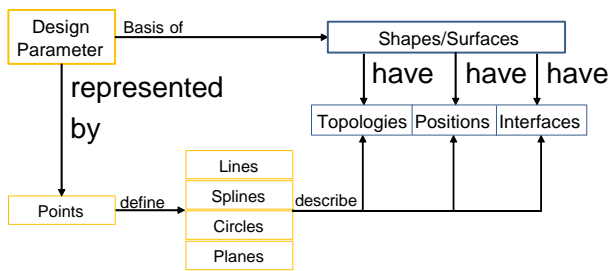 Design
Parameter
Basis of
Shapes/Surfaces
represented
by
have
have
have
Topologies
Positions
Interfaces
Lines
Splines
Circles
Planes
Points
define
describe